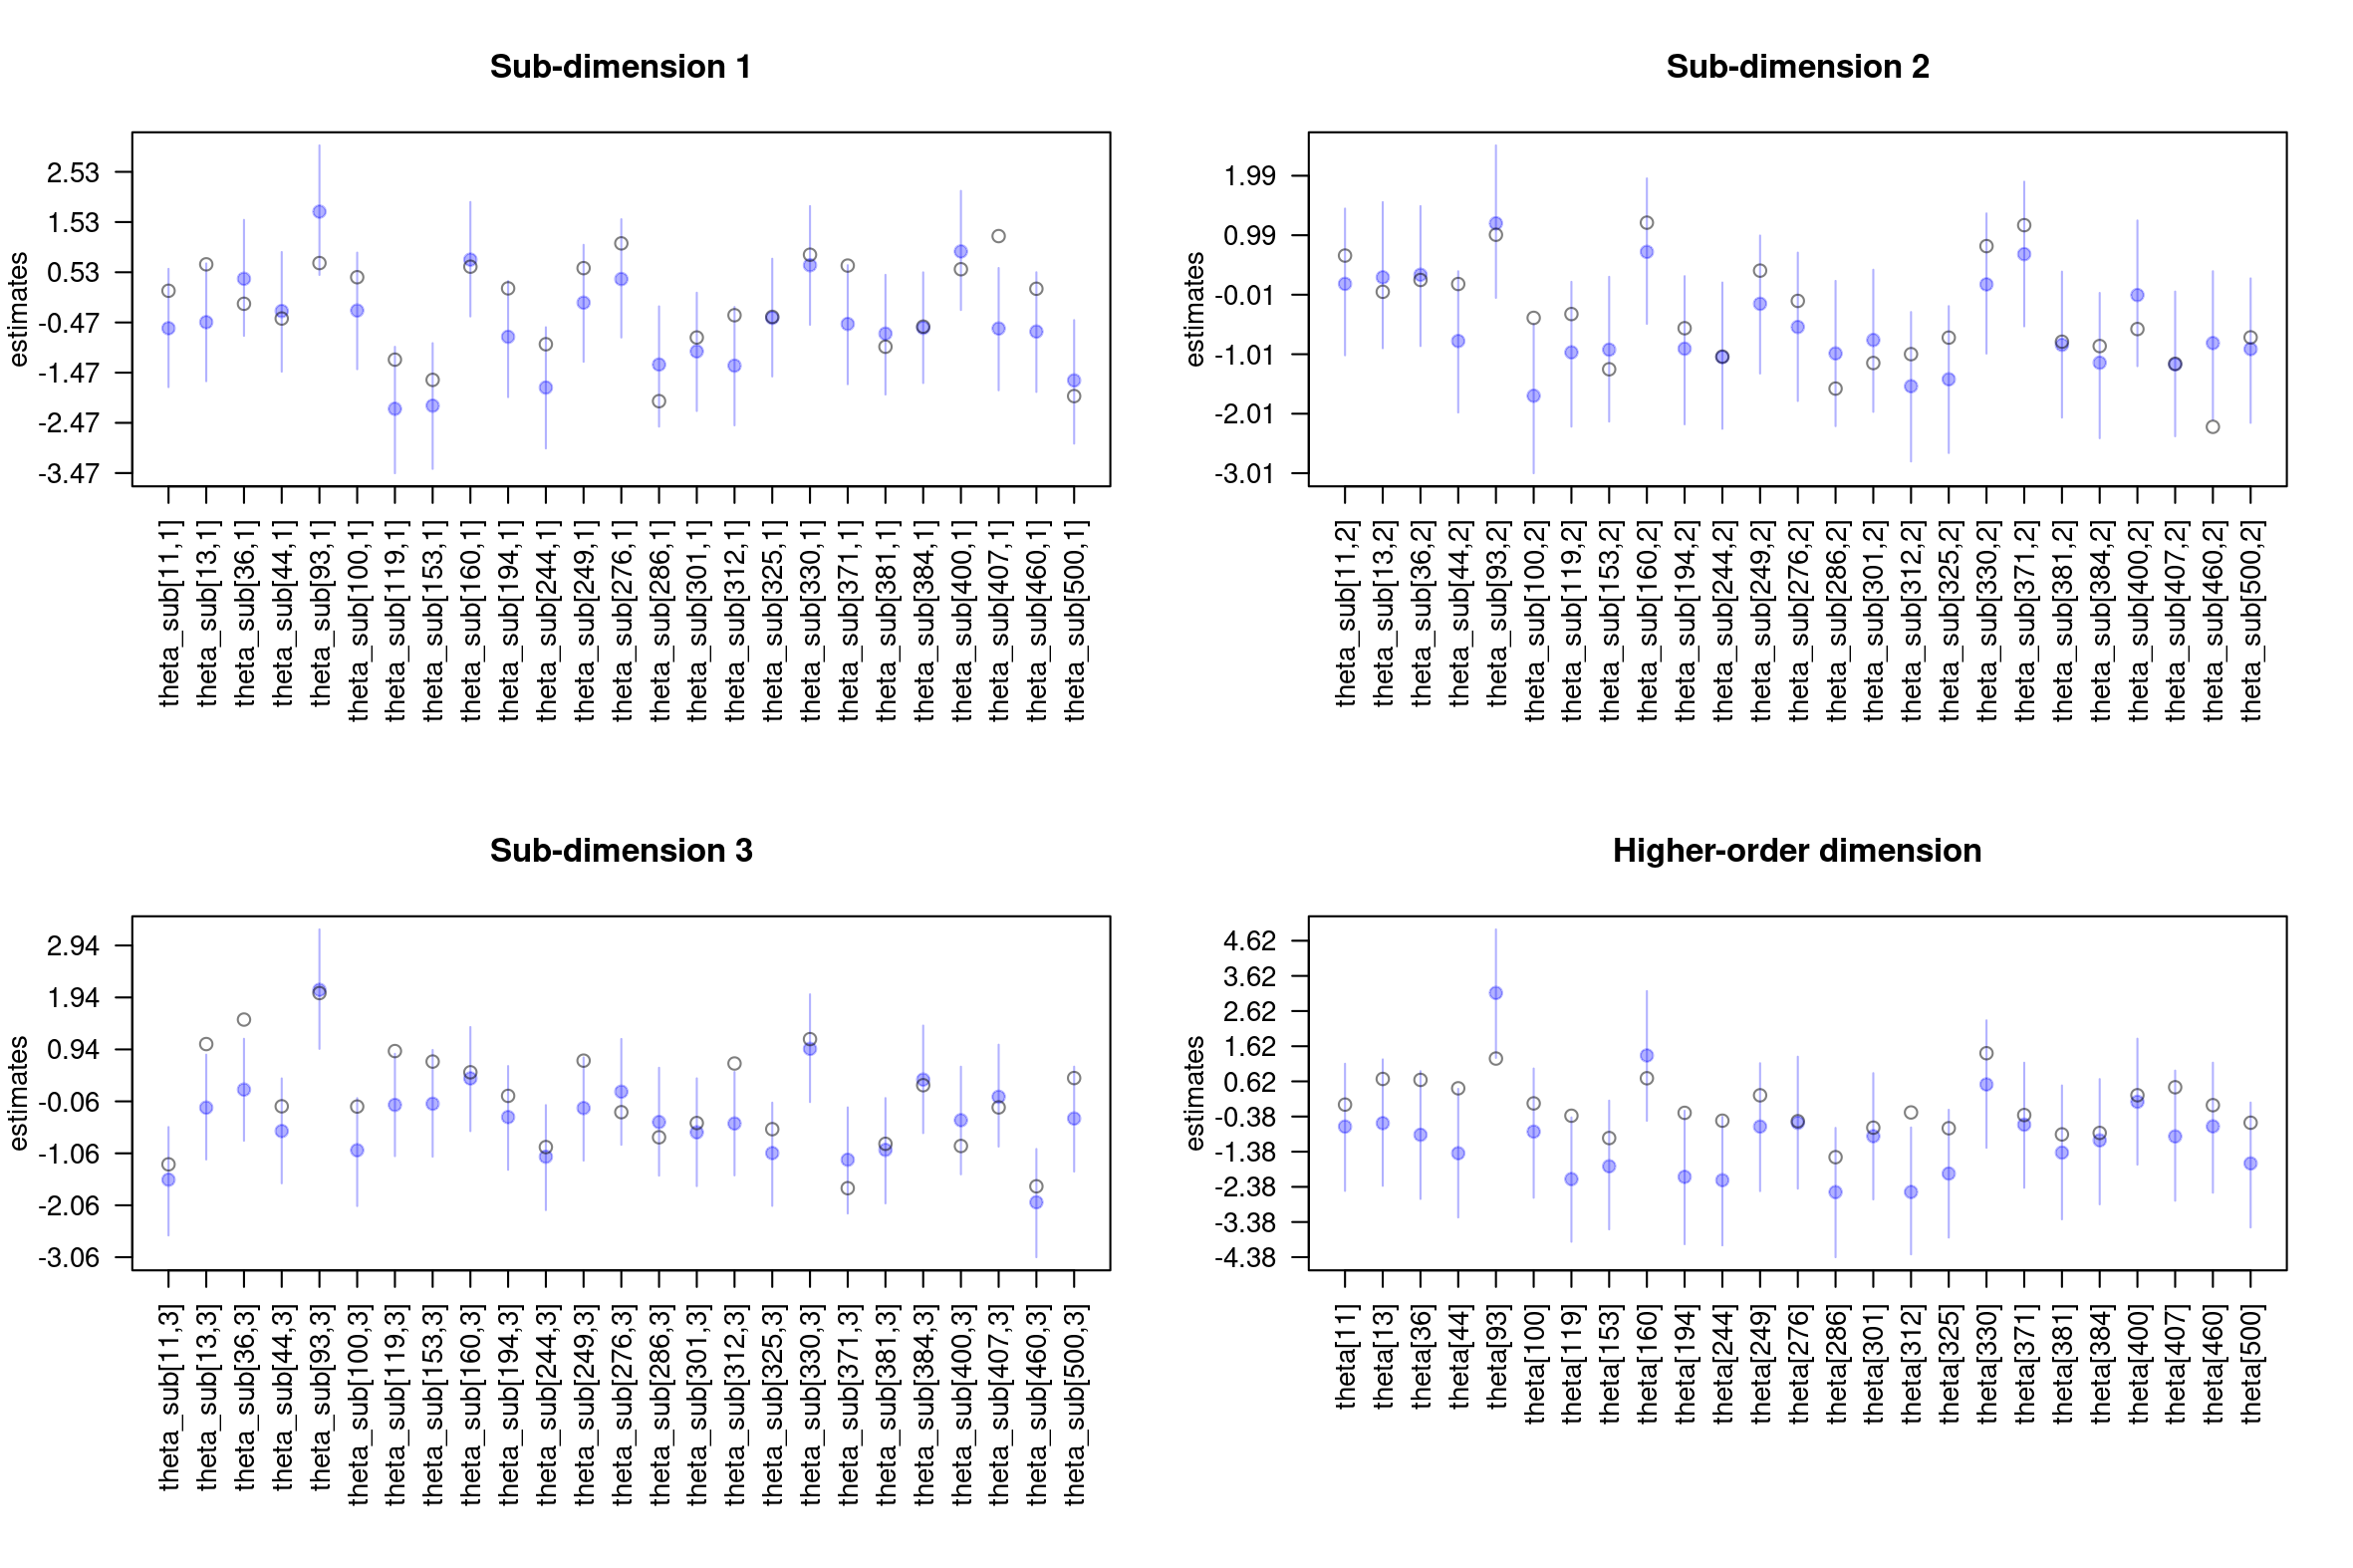 Sub-dimension 1
estimates
2.53
1.53
0.53
-0.47
-1.47
-2.47
-3.47
theta_sub[11,1]
theta_sub[13,1]
theta_sub[36,1]
theta_sub[44,1]
theta_sub[93,1]
theta_sub[100,1]
theta_sub[119,1]
theta_sub[153,1]
theta_sub[160,1]
theta_sub[194,1]
theta_sub[244,1]
theta_sub[249,1]
theta_sub[276,1]
theta_sub[286,1]
theta_sub[301,1]
theta_sub[312,1]
theta_sub[325,1]
theta_sub[330,1]
theta_sub[371,1]
theta_sub[381,1]
theta_sub[384,1]
theta_sub[400,1]
theta_sub[407,1]
theta_sub[460,1]
theta_sub[500,1]
Sub-dimension 2
estimates
1.99
0.99
-0.01
-1.01
-2.01
-3.01
theta_sub[11,2]
theta_sub[13,2]
theta_sub[36,2]
theta_sub[44,2]
theta_sub[93,2]
theta_sub[100,2]
theta_sub[119,2]
theta_sub[153,2]
theta_sub[160,2]
theta_sub[194,2]
theta_sub[244,2]
theta_sub[249,2]
theta_sub[276,2]
theta_sub[286,2]
theta_sub[301,2]
theta_sub[312,2]
theta_sub[325,2]
theta_sub[330,2]
theta_sub[371,2]
theta_sub[381,2]
theta_sub[384,2]
theta_sub[400,2]
theta_sub[407,2]
theta_sub[460,2]
theta_sub[500,2]
Sub-dimension 3
estimates
2.94
1.94
0.94
-0.06
-1.06
-2.06
-3.06
theta_sub[11,3]
theta_sub[13,3]
theta_sub[36,3]
theta_sub[44,3]
theta_sub[93,3]
theta_sub[100,3]
theta_sub[119,3]
theta_sub[153,3]
theta_sub[160,3]
theta_sub[194,3]
theta_sub[244,3]
theta_sub[249,3]
theta_sub[276,3]
theta_sub[286,3]
theta_sub[301,3]
theta_sub[312,3]
theta_sub[325,3]
theta_sub[330,3]
theta_sub[371,3]
theta_sub[381,3]
theta_sub[384,3]
theta_sub[400,3]
theta_sub[407,3]
theta_sub[460,3]
theta_sub[500,3]
Higher-order dimension
estimates
4.62
3.62
2.62
1.62
0.62
-0.38
-1.38
-2.38
-3.38
-4.38
theta[11]
theta[13]
theta[36]
theta[44]
theta[93]
theta[100]
theta[119]
theta[153]
theta[160]
theta[194]
theta[244]
theta[249]
theta[276]
theta[286]
theta[301]
theta[312]
theta[325]
theta[330]
theta[371]
theta[381]
theta[384]
theta[400]
theta[407]
theta[460]
theta[500]